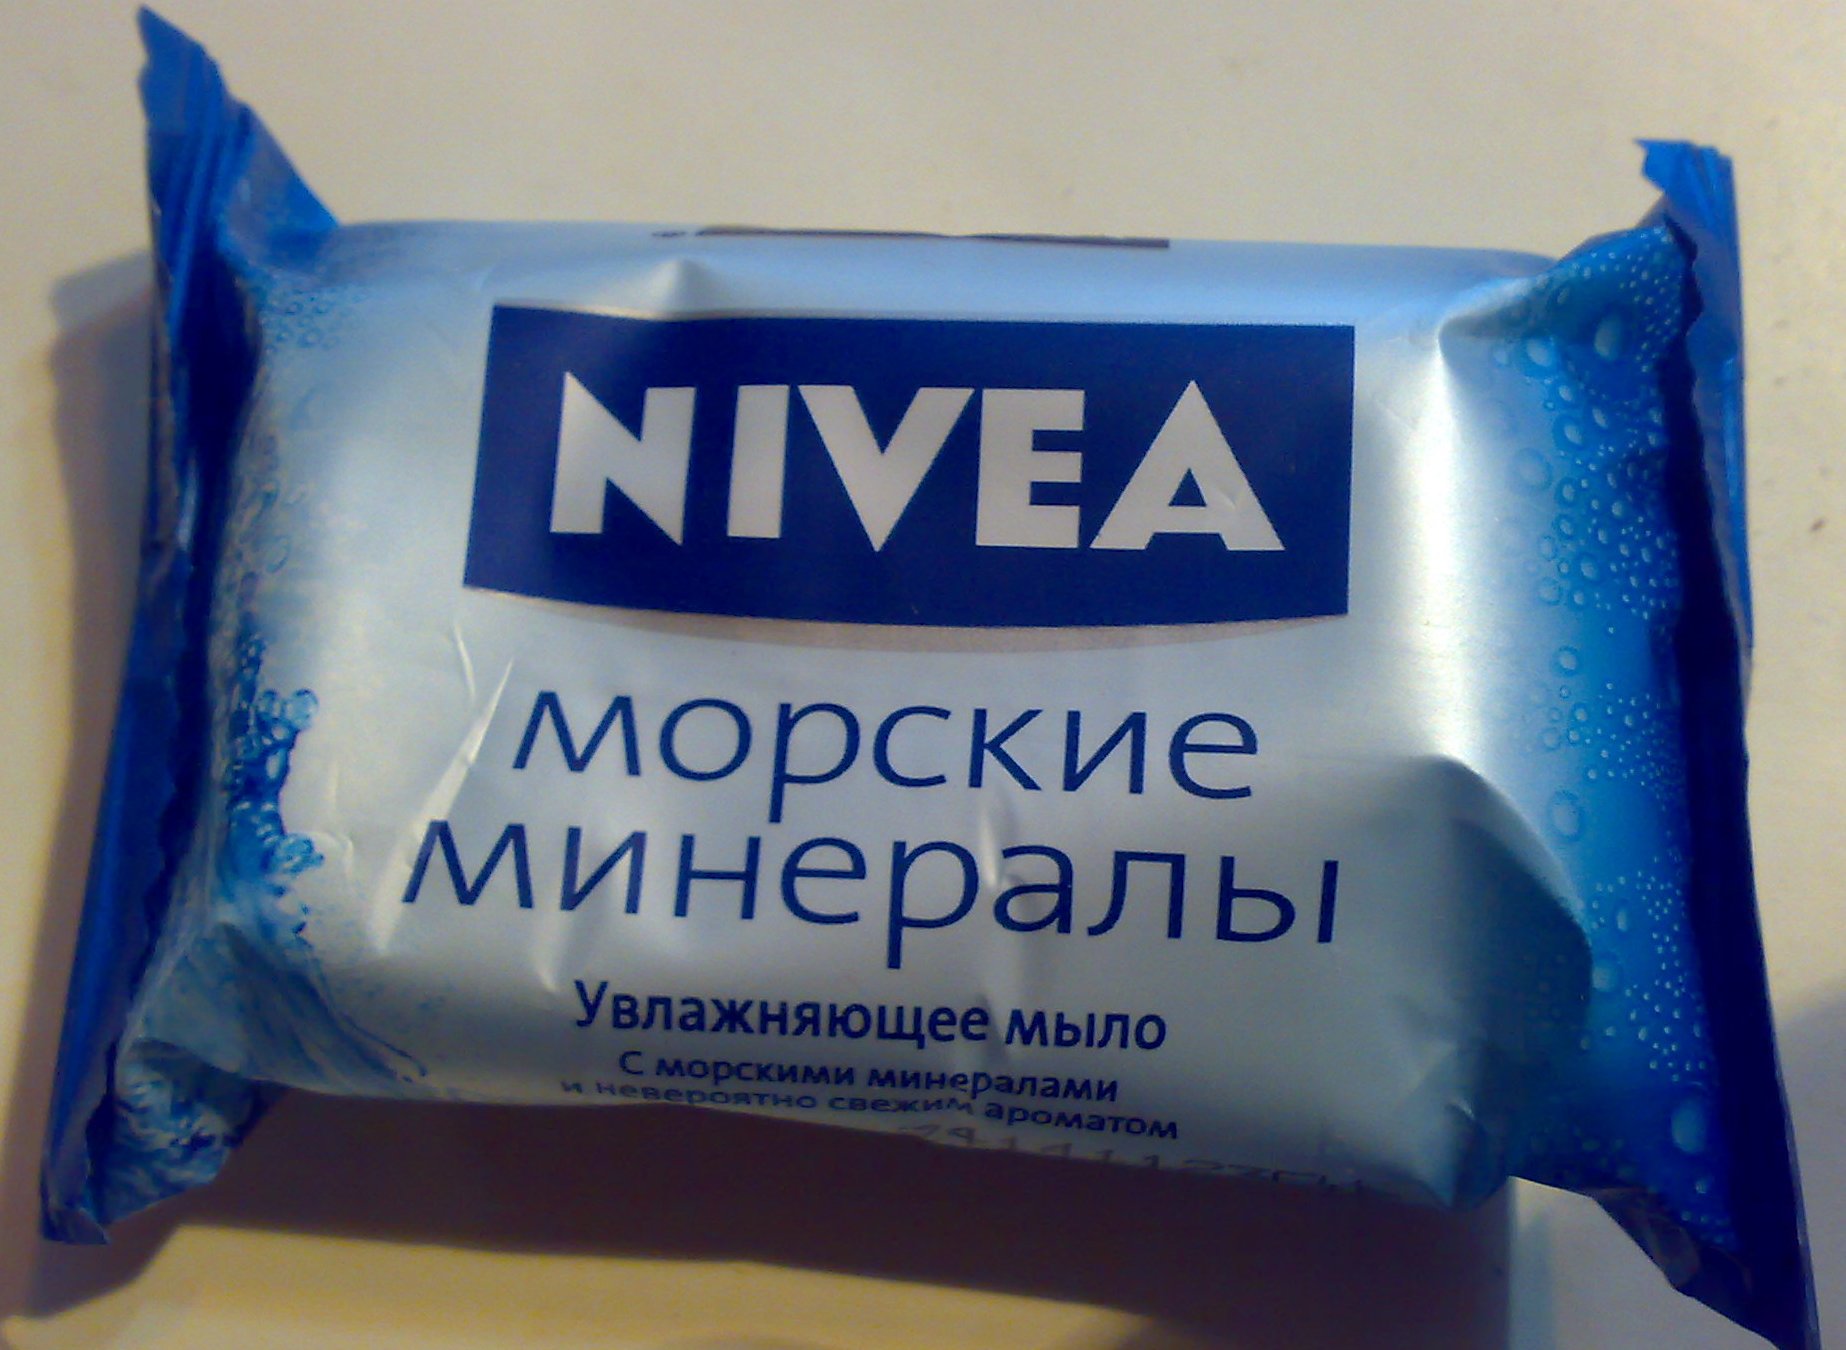 NIVEA
морские
минералы
Увлажняющее мыло
С морскими минералами
и невероятно свежим ароматом